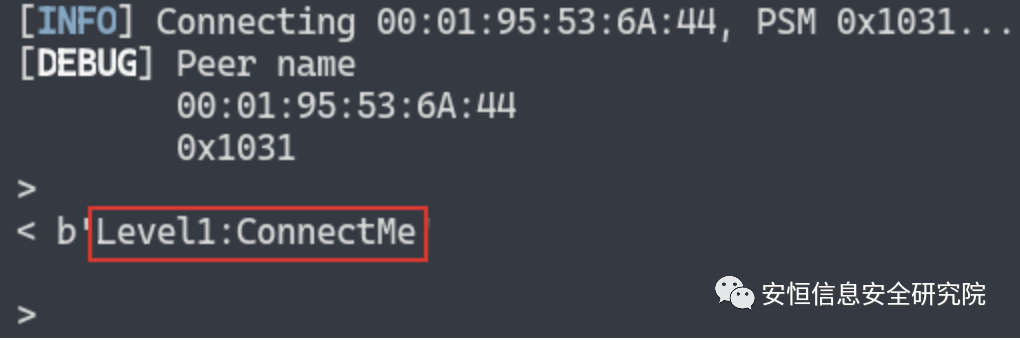 [INFO] Connecting 00:01:95:53:6A:44, PSM 0x1031...
[DEBUG] Peer name
00:01:95:53:6A:44
0x1031
>
< b'Level1:ConnectMe'
>
安恒信息安全研究院